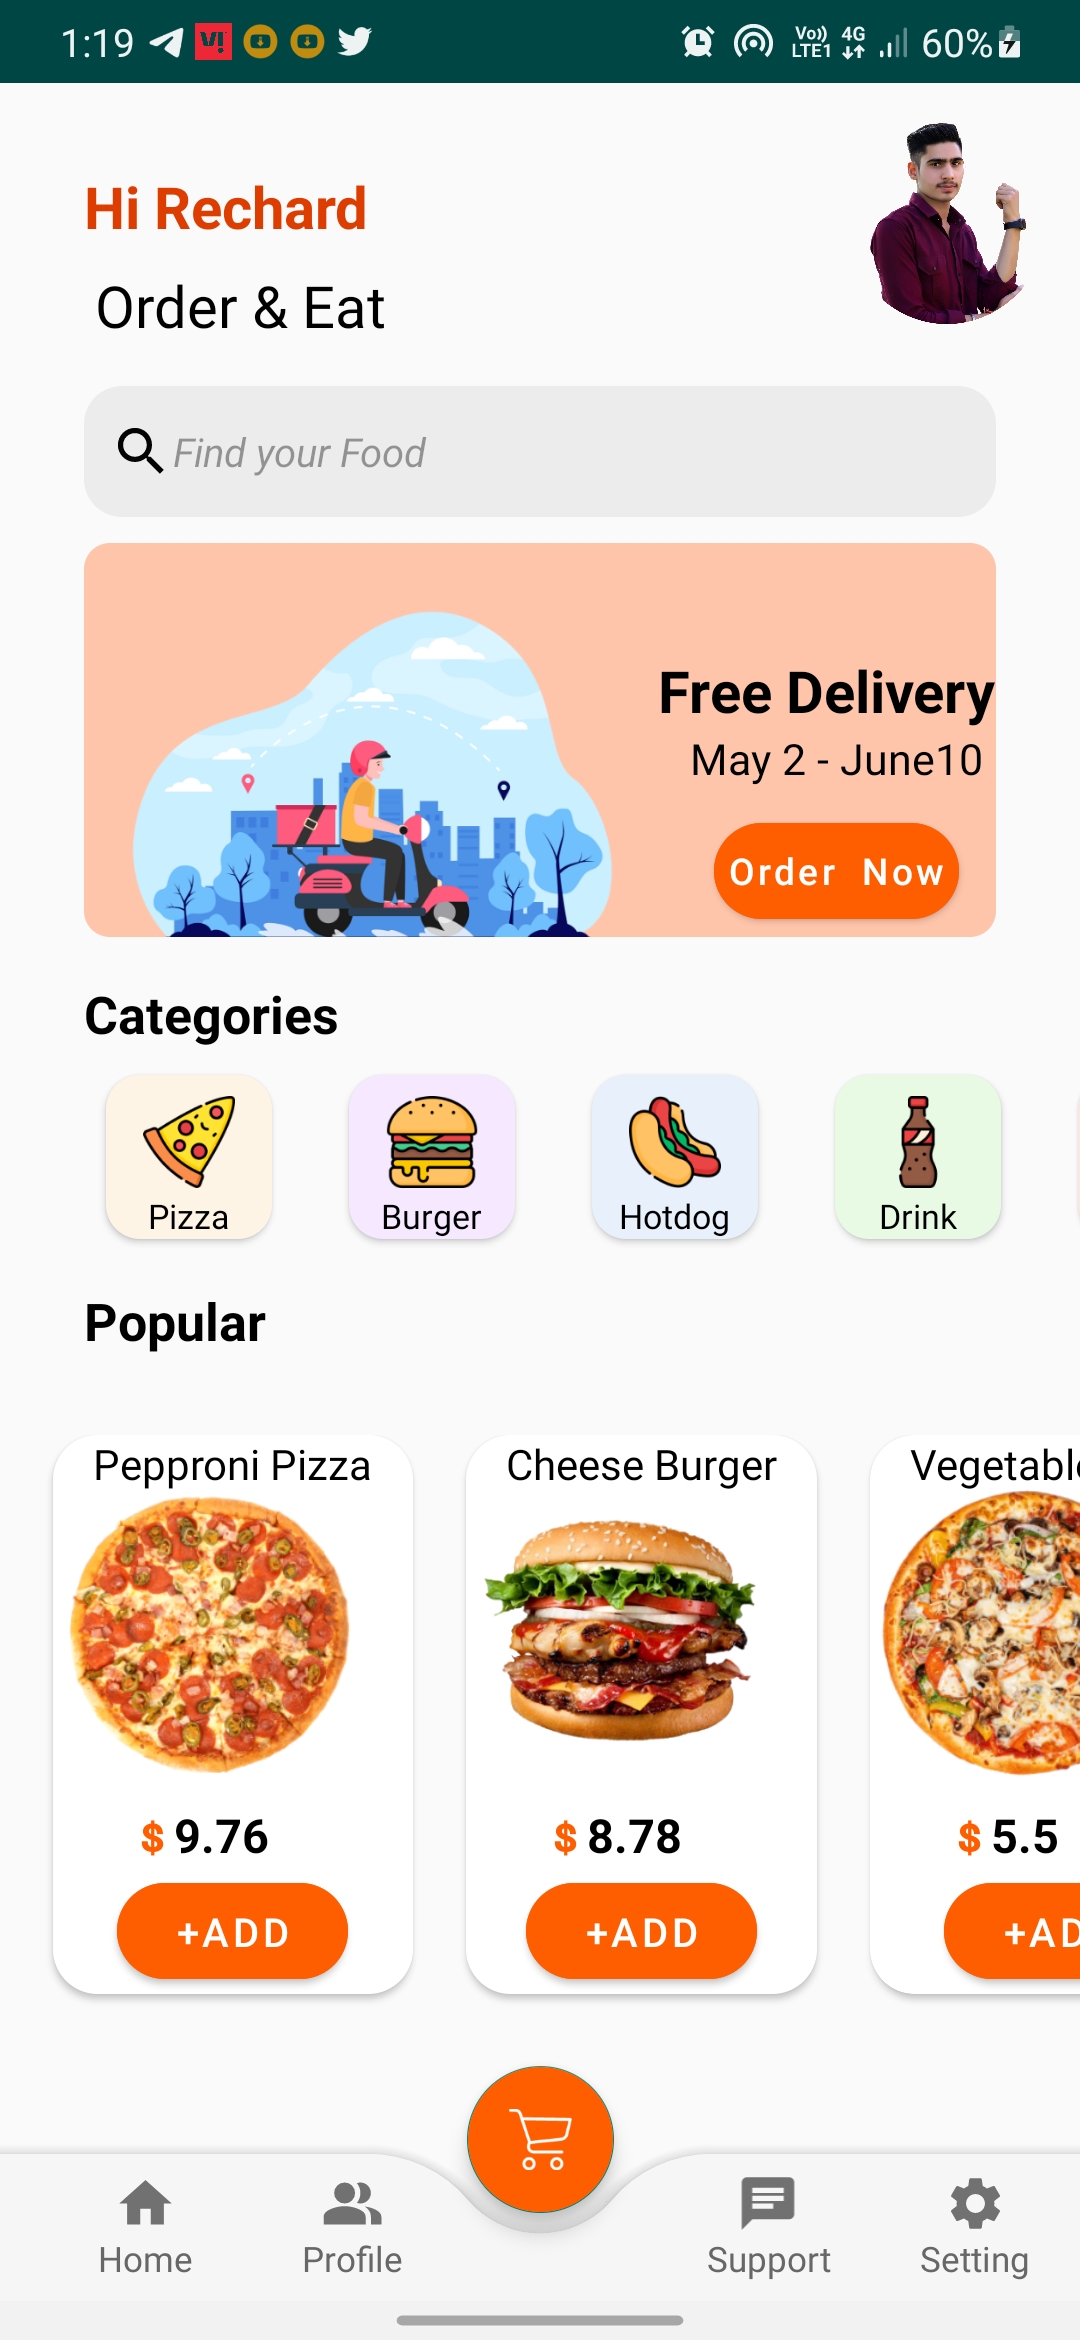 1:19 VI! Vo)) LTE1 4G 60%
Hi Rechard
Order & Eat
Find your Food
Free Delivery
May 2 - June10
Order Now
Categories
Pizza Burger Hotdog Drink
Popular
Pepproni Pizza Cheese Burger Vegetabl
$ 9.76 $ 8.78 $ 5.5
+ADD +ADD +AD
Home Profile Support Setting